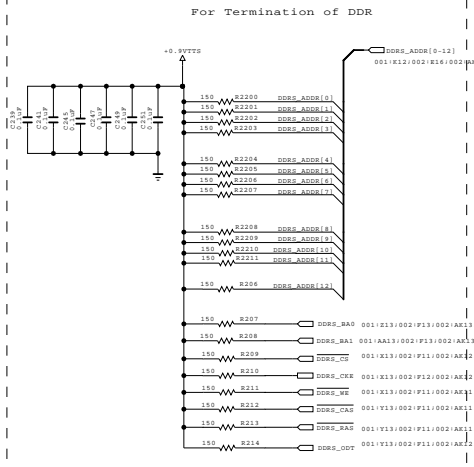 For Termination of DDR
+0.9VTTS
DDRS_ADDR[0-12]
C239 0.1uF
C241 0.1uF
C245 0.1uF
C247 0.1uF
C249 0.1uF
C251 0.1uF
150 R2200 DDRS_ADDR[0]
150 R2201 DDRS_ADDR[1]
150 R2202 DDRS_ADDR[2]
150 R2203 DDRS_ADDR[3]
150 R2204 DDRS_ADDR[4]
150 R2205 DDRS_ADDR[5]
150 R2206 DDRS_ADDR[6]
150 R2207 DDRS_ADDR[7]
150 R2208 DDRS_ADDR[8]
150 R2209 DDRS_ADDR[9]
150 R2210 DDRS_ADDR[10]
150 R2211 DDRS_ADDR[11]
150 R206 DDRS_ADDR[12]
150 R207 DDRS_BA0 001:Z13;002:F13;002:AK13
150 R208 DDRS_BA1 001:AA13;002:F13;002:AK13
150 R209 DDRS_CS 001:X13;002:F11;002:AK12
150 R210 DDRS_CKE 001:X13;002:F12;002:AK12
150 R211 DDRS_WE 001:X13;002:F11;002:AK11
150 R212 DDRS_CAS 001:Y13;002:F11;002:AK11
150 R213 DDRS_RAS 001:Y13;002:F11;002:AK11
150 R214 DDRS_ODT 001:Y13;002:F11;002:AK12